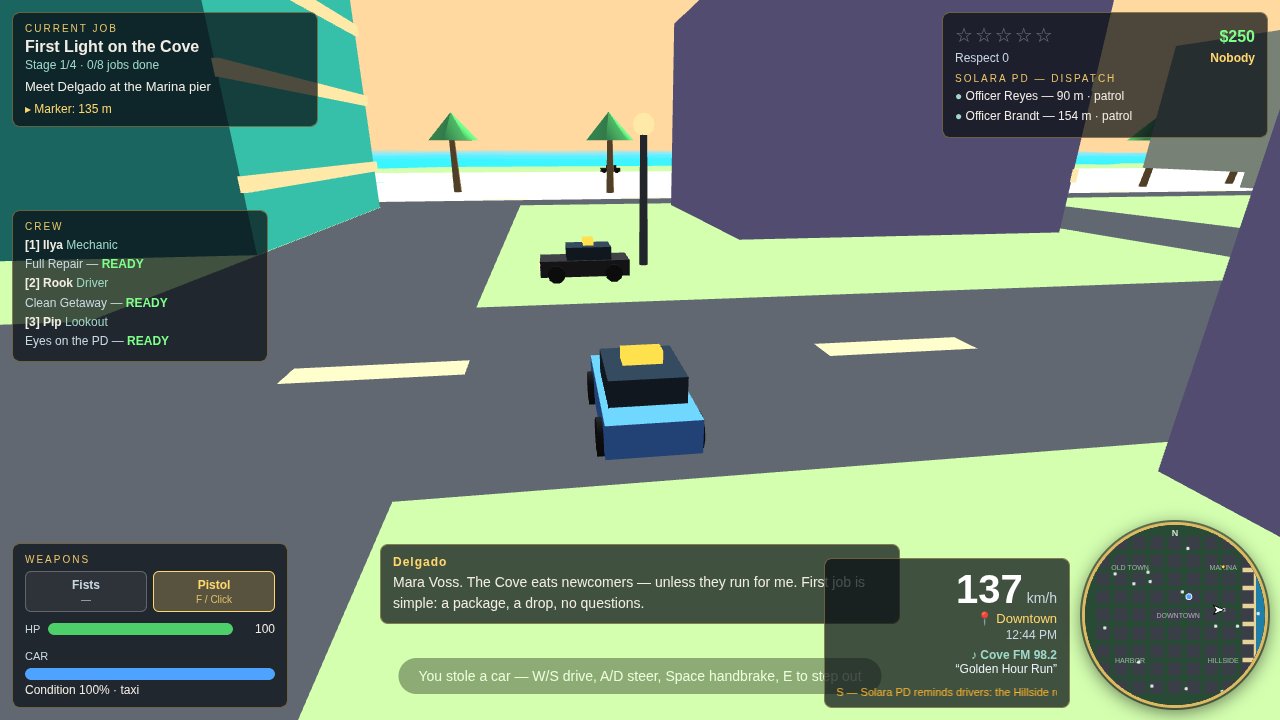 CURRENT JOB
First Light on the Cove
Stage 1/4 · 0/8 jobs done
Meet Delgado at the Marina pier
▸ Marker: 135 m
☆☆☆☆☆ $250
Respect 0 Nobody
SOLARA PD — DISPATCH
● Officer Reyes — 90 m · patrol
● Officer Brandt — 154 m · patrol
CREW
[1] Ilya Mechanic
Full Repair — READY
[2] Rook Driver
Clean Getaway — READY
[3] Pip Lookout
Eyes on the PD — READY
WEAPONS
Fists
—
Pistol
F / Click
HP 100
CAR
Condition 100% · taxi
Delgado
Mara Voss. The Cove eats newcomers — unless they run for me. First job is
simple: a package, a drop, no questions.
You stole a car — W/S drive, A/D steer, Space handbrake, E to step out
137 km/h
📍 Downtown
12:44 PM
♪ Cove FM 98.2
“Golden Hour Run”
S — Solara PD reminds drivers: the Hillside
N
OLD TOWN
MARINA
DOWNTOWN
HARBOR
HILLSIDE